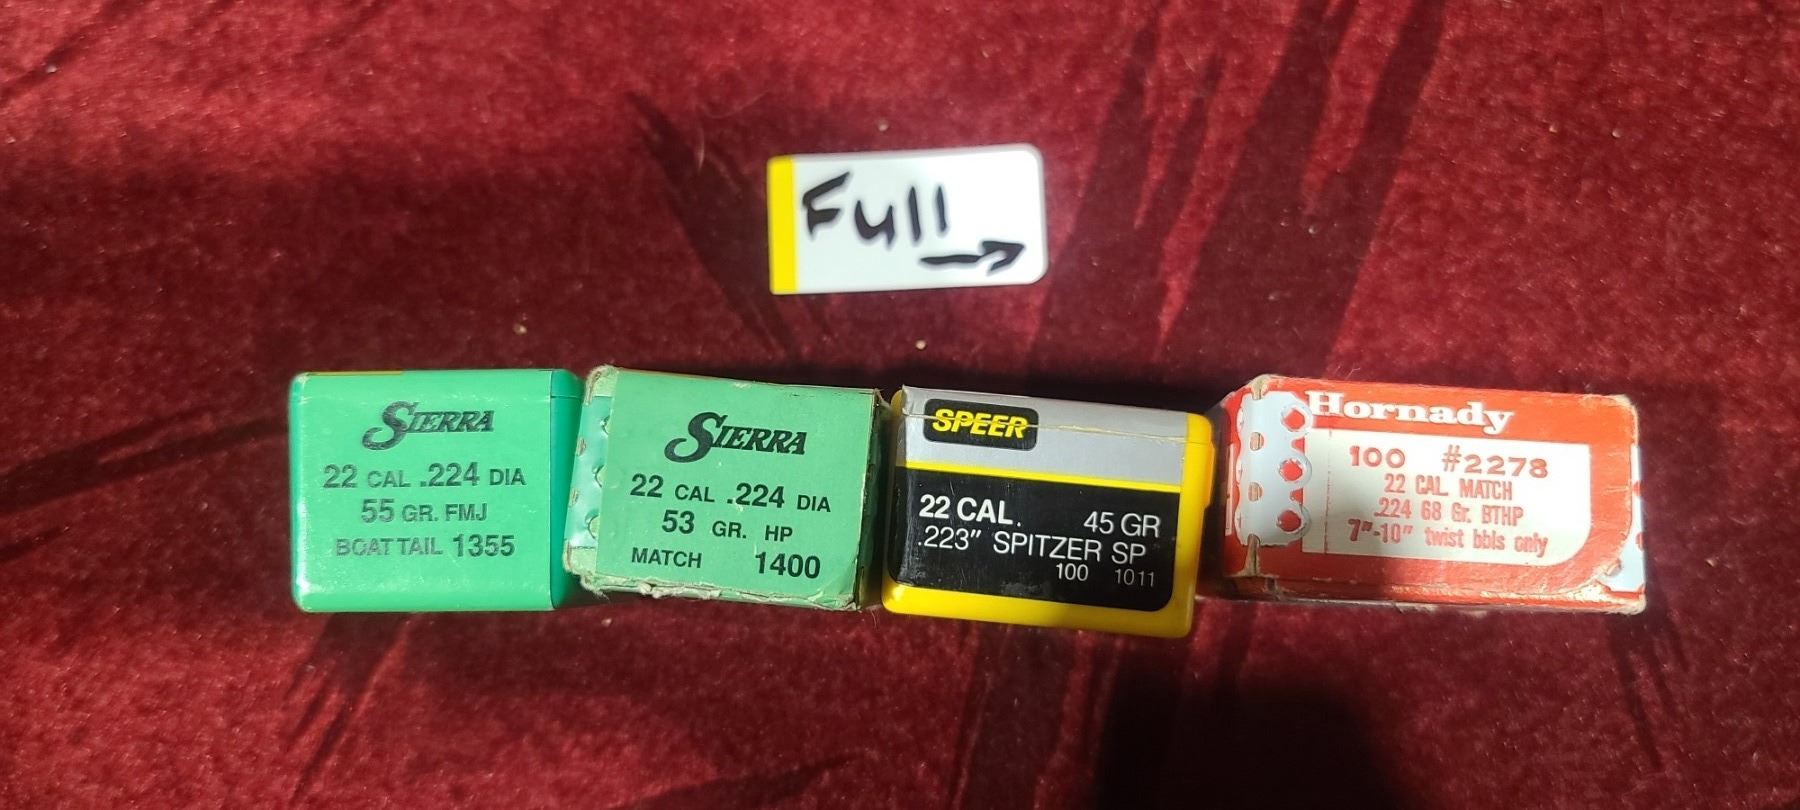 Full →
SIERRA
22 CAL .224 DIA
55 GR. FMJ
BOAT TAIL 1355
SIERRA
22 CAL .224 DIA
53 GR. HP
MATCH 1400
SPEER
22 CAL. 45 GR
.223" SPITZER SP
100 1011
Hornady
100 #2278
22 CAL. MATCH
.224 68 Gr. BTHP
7"-10" twist bbls only